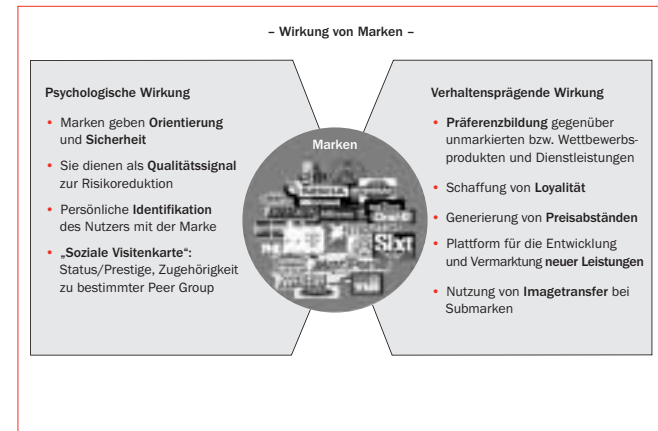 – Wirkung von Marken –
Psychologische Wirkung
• Marken geben Orientierung
und Sicherheit
• Sie dienen als Qualitätssignal
zur Risikoreduktion
• Persönliche Identifikation
des Nutzers mit der Marke
• „Soziale Visitenkarte“:
Status/Prestige, Zugehörigkeit
zu bestimmter Peer Group
Marken
Sixt
Verhaltensprägende Wirkung
• Präferenzbildung gegenüber
unmarkierten bzw. Wettbewerbs-
produkten und Dienstleistungen
• Schaffung von Loyalität
• Generierung von Preisabständen
• Plattform für die Entwicklung
und Vermarktung neuer Leistungen
• Nutzung von Imagetransfer bei
Submarken